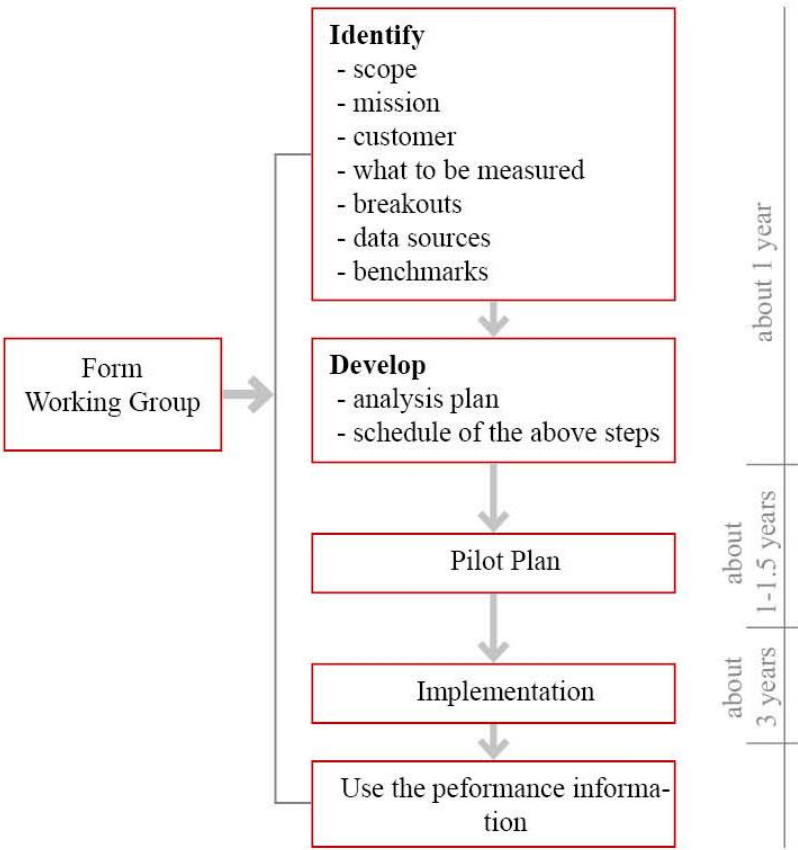 Identify
- scope
- mission
- customer
- what to be measured
- breakouts
- data sources
- benchmarks
Form
Working Group
Develop
- analysis plan
- schedule of the above steps
Pilot Plan
Implementation
Use the peformance informa-
tion
about 1 year
about
1-1.5 years
about
3 years